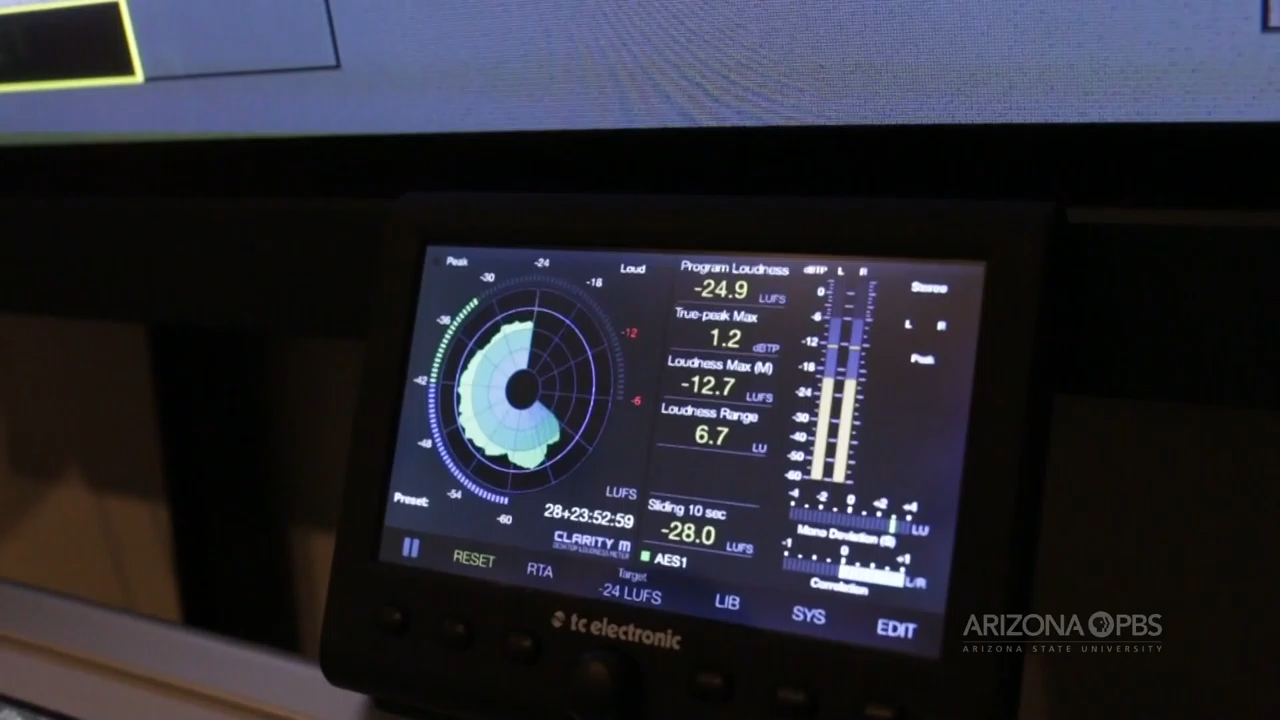 Peak
-24
Loud
-30
-18
-36
-12
-42
-6
-48
Preset:
-54
-60
LUFS
28+23:52:59
CLARITY m
DESKTOP LOUDNESS METER
Program Loudness
-24.9 LUFS
True-peak Max
1.2 dBTP
Loudness Max (M)
-12.7 LUFS
Loudness Range
6.7 LU
Sliding 10 sec
-28.0 LUFS
AES1
dBTP L R
0
-6
-12
-18
-24
-30
-40
-50
-60
Stereo
L R
Peak
-4 -2 0 +2 +4
LU
Mono Deviation (S)
-1 0 +1
L/R
Correlation
RESET
RTA
Target
-24 LUFS
LIB
SYS
EDIT
tc electronic
ARIZONA PBS
ARIZONA STATE UNIVERSITY